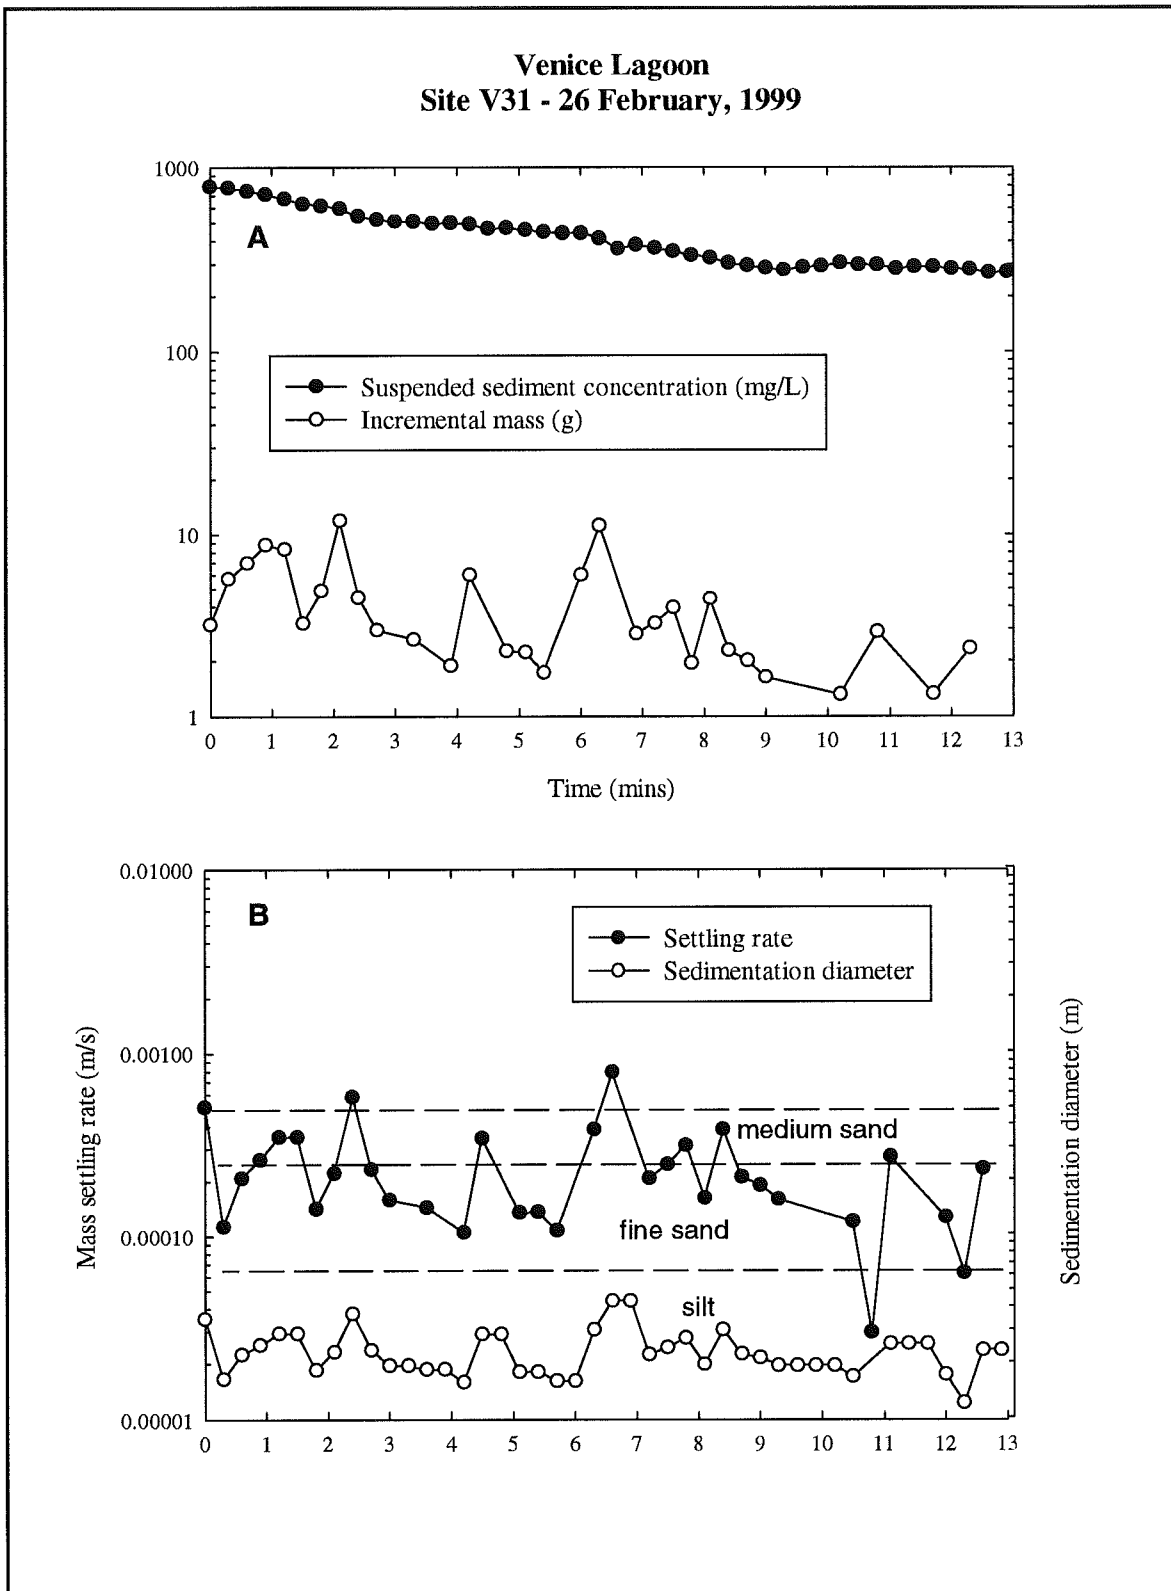 Venice Lagoon
Site V31 - 26 February, 1999
1000
100
10
1
A
Suspended sediment concentration (mg/L)
Incremental mass (g)
0 1 2 3 4 5 6 7 8 9 10 11 12 13
Time (mins)
0.01000
0.00100
0.00010
0.00001
Mass settling rate (m/s)
B
Settling rate
Sedimentation diameter
medium sand
fine sand
silt
Sedimentation diameter (m)
0 1 2 3 4 5 6 7 8 9 10 11 12 13